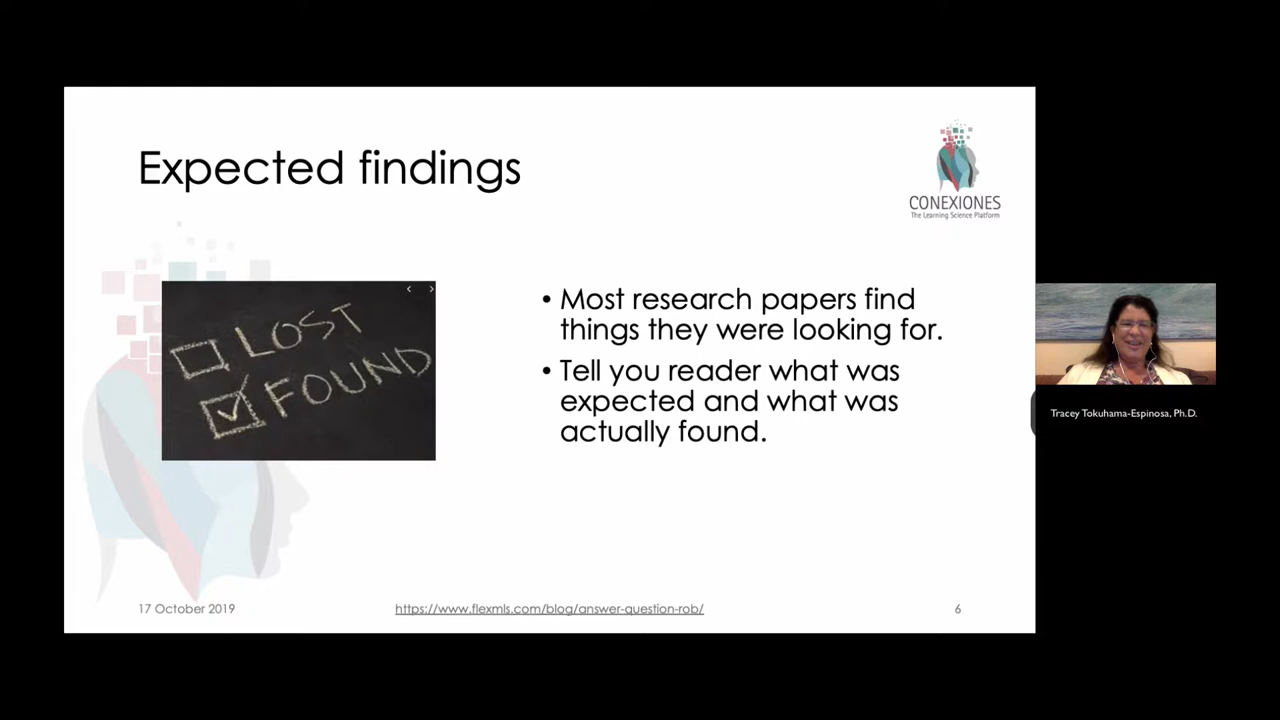 Expected findings
CONEXIONES
The Learning Science Platform
LOST
FOUND
• Most research papers find
things they were looking for.
• Tell you reader what was
expected and what was
actually found.
Tracey Tokuhama-Espinosa, Ph.D.
17 October 2019
https://www.flexmls.com/blog/answer-question-rob/
6